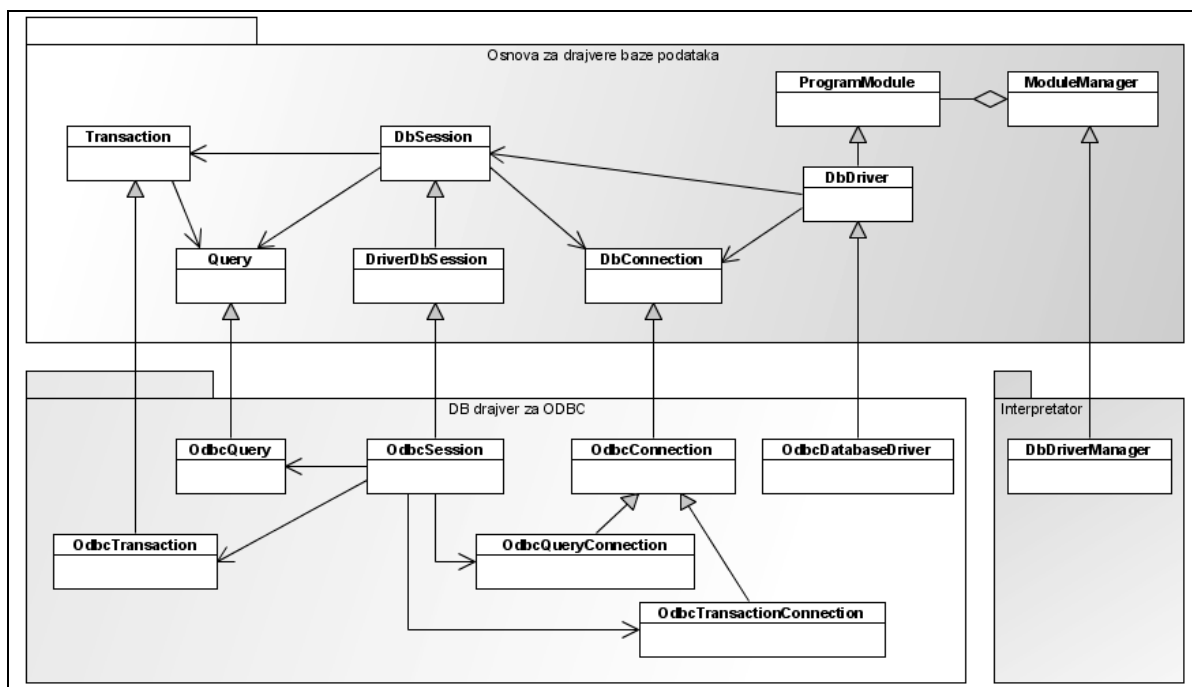 Osnova za drajvere baze podataka
ProgramModule
ModuleManager
Transaction
DbSession
DbDriver
Query
DriverDbSession
DbConnection
DB drajver za ODBC
Interpretator
OdbcQuery
OdbcSession
OdbcConnection
OdbcDatabaseDriver
DbDriverManager
OdbcTransaction
OdbcQueryConnection
OdbcTransactionConnection